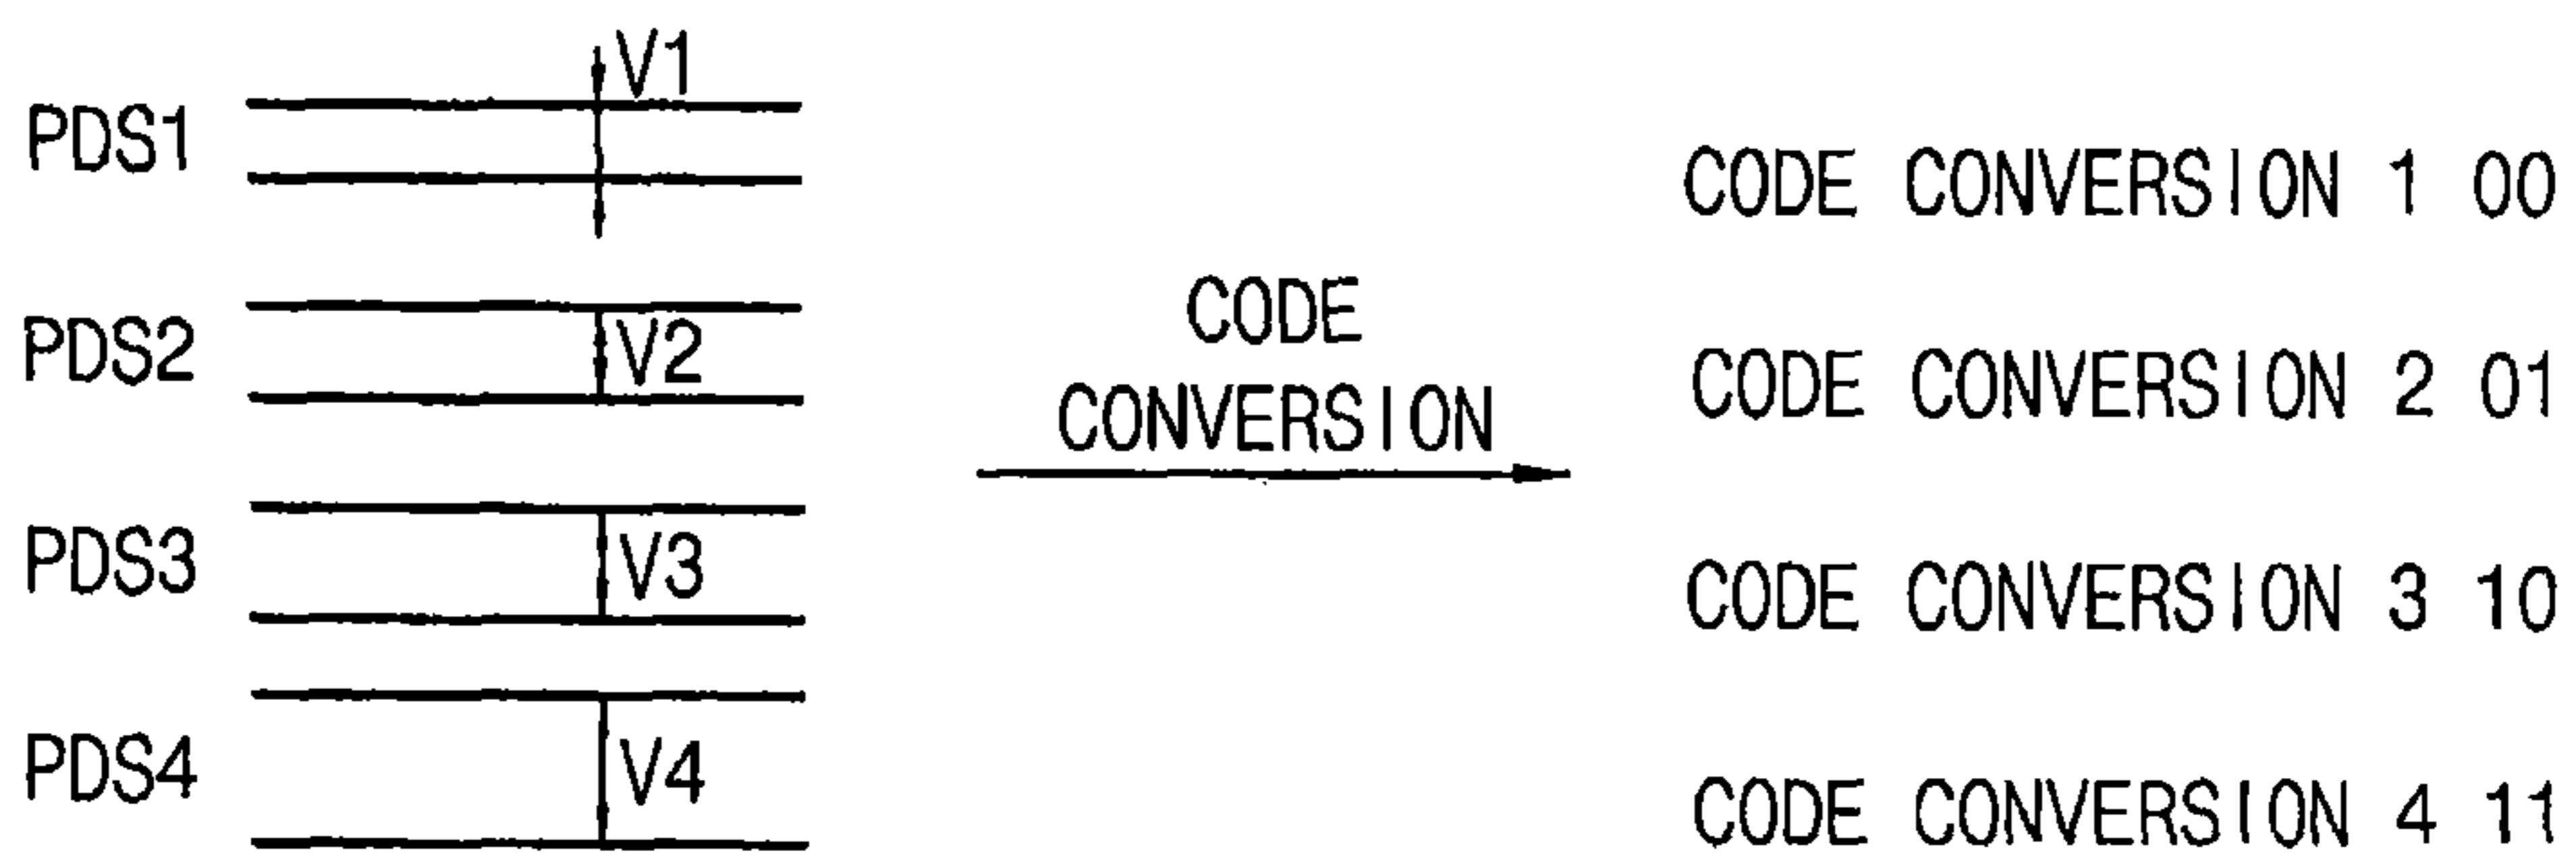 PDS1
V1
PDS2
V2
PDS3
V3
PDS4
V4
CODE
CONVERSION
CODE CONVERSION 1 00
CODE CONVERSION 2 01
CODE CONVERSION 3 10
CODE CONVERSION 4 11